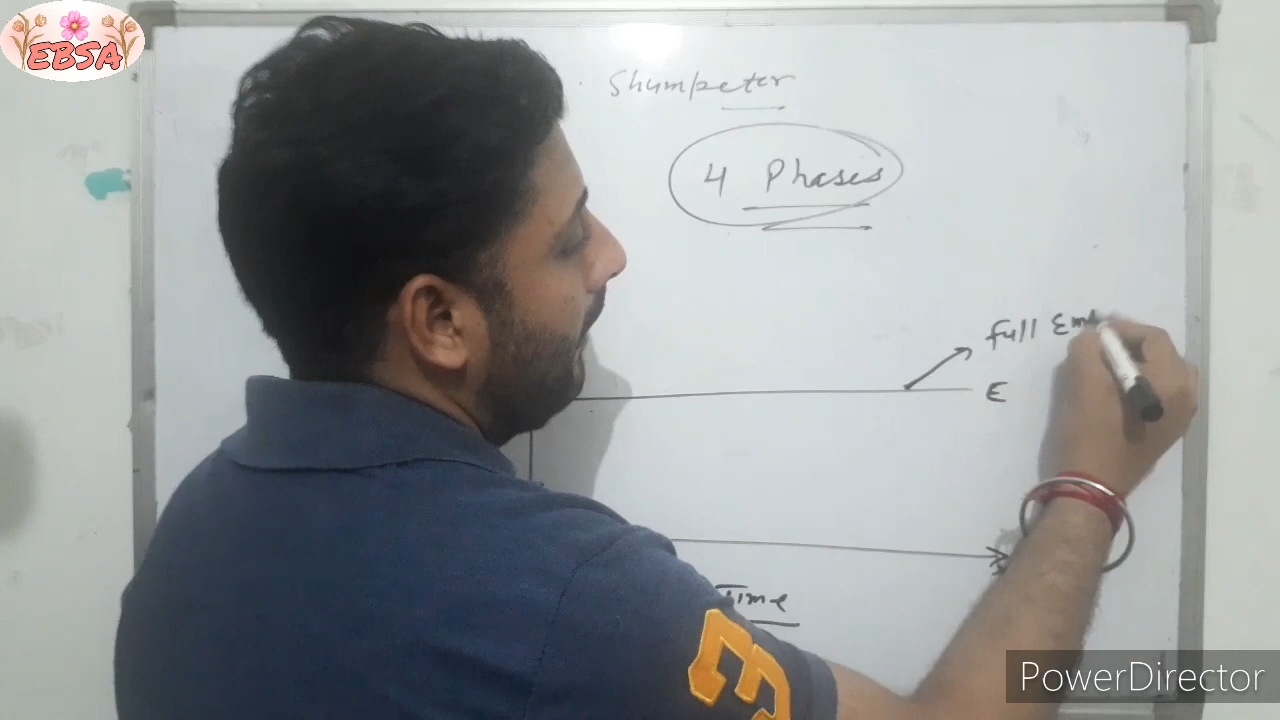 EBSA
Shumpeter
4 Phases
full Em
E
Time
PowerDirector